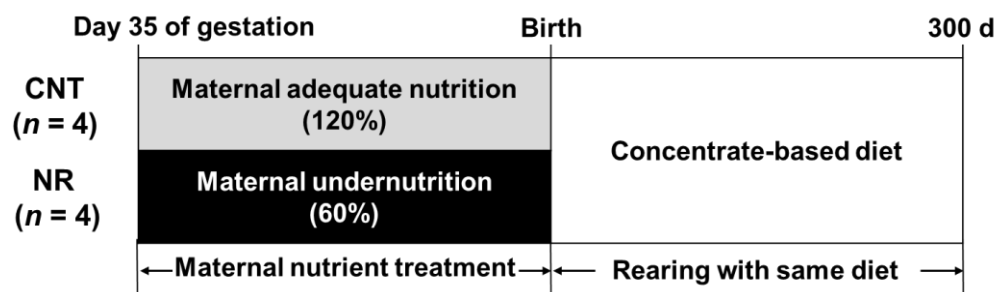 Day 35 of gestation Birth 300 d
CNT
(n = 4)
Maternal adequate nutrition
(120%)
NR
(n = 4)
Maternal undernutrition
(60%)
Concentrate-based diet
Maternal nutrient treatment Rearing with same diet